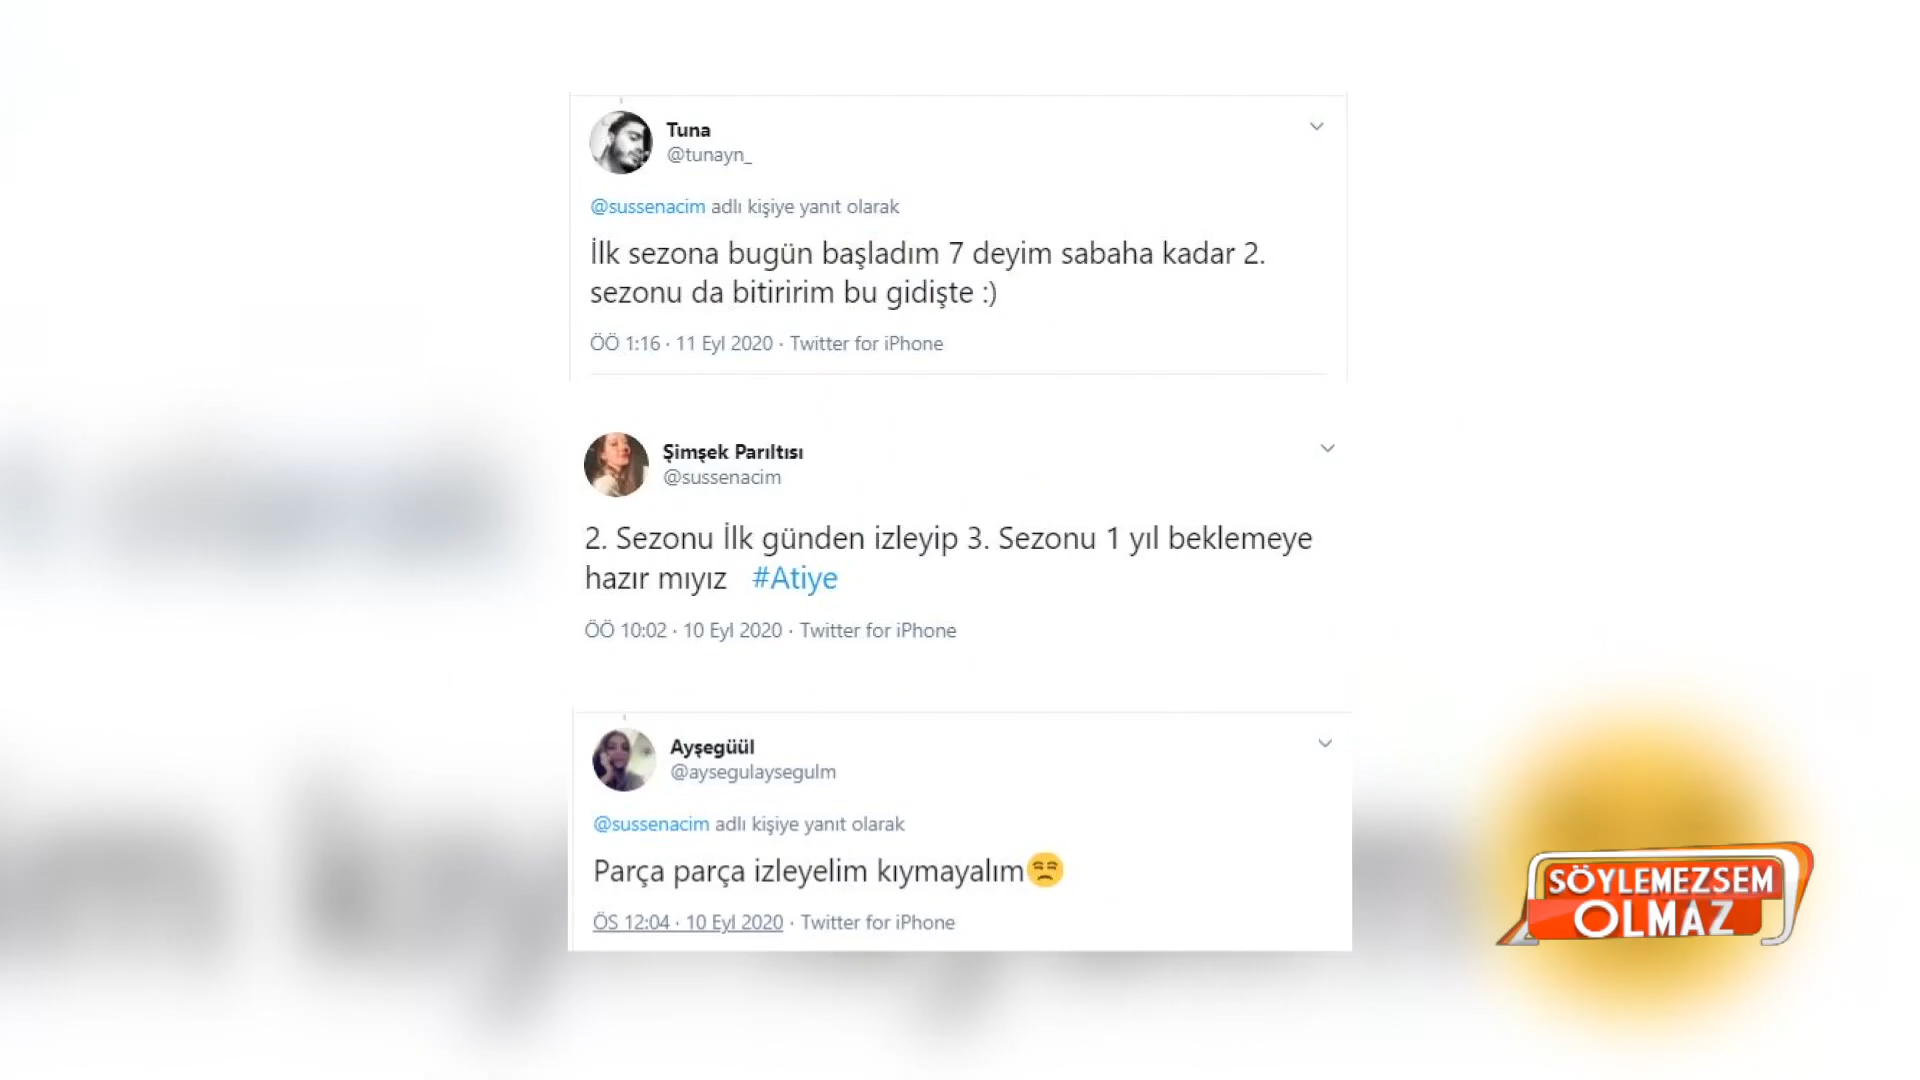 Tuna
@tunayn_
@sussenacim adlı kişiye yanıt olarak
İlk sezona bugün başladım 7 deyim sabaha kadar 2.
sezonu da bitiririm bu gidişte :)
ÖÖ 1:16 · 11 Eyl 2020 · Twitter for iPhone
Şimşek Parıltısı
@sussenacim
2. Sezonu İlk günden izleyip 3. Sezonu 1 yıl beklemeye
hazır mıyız #Atiye
ÖÖ 10:02 · 10 Eyl 2020 · Twitter for iPhone
Ayşegüül
@aysegulaysegulm
@sussenacim adlı kişiye yanıt olarak
Parça parça izleyelim kıymayalım😒
ÖS 12:04 · 10 Eyl 2020 · Twitter for iPhone
SÖYLEMEZSEM
OLMAZ